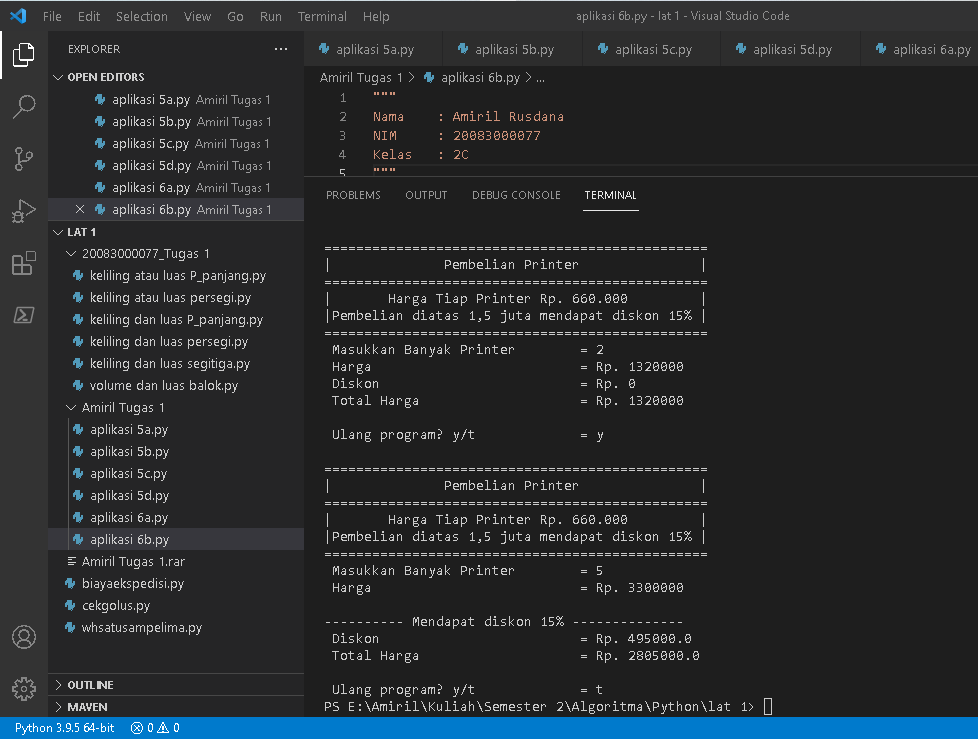 File Edit Selection View Go Run Terminal Help aplikasi 6b.py - lat 1 - Visual Studio Code
EXPLORER ...
OPEN EDITORS
aplikasi 5a.py Amiril Tugas 1
aplikasi 5b.py Amiril Tugas 1
aplikasi 5c.py Amiril Tugas 1
aplikasi 5d.py Amiril Tugas 1
aplikasi 6a.py Amiril Tugas 1
aplikasi 6b.py Amiril Tugas 1
LAT 1
20083000077_Tugas 1
keliling atau luas P_panjang.py
keliling atau luas persegi.py
keliling dan luas P_panjang.py
keliling dan luas persegi.py
keliling dan luas segitiga.py
volume dan luas balok.py
Amiril Tugas 1
aplikasi 5a.py
aplikasi 5b.py
aplikasi 5c.py
aplikasi 5d.py
aplikasi 6a.py
aplikasi 6b.py
Amiril Tugas 1.rar
biayaekspedisi.py
cekgolus.py
whsatusampelima.py
OUTLINE
MAVEN
aplikasi 5a.py aplikasi 5b.py aplikasi 5c.py aplikasi 5d.py aplikasi 6a.py
Amiril Tugas 1 > aplikasi 6b.py > ...
1 """
2 Nama : Amiril Rusdana
3 NIM : 20083000077
4 Kelas : 2C
5 """
PROBLEMS OUTPUT DEBUG CONSOLE TERMINAL
=================================================
| Pembelian Printer |
=================================================
| Harga Tiap Printer Rp. 660.000 |
|Pembelian diatas 1,5 juta mendapat diskon 15% |
=================================================
Masukkan Banyak Printer = 2
Harga = Rp. 1320000
Diskon = Rp. 0
Total Harga = Rp. 1320000
Ulang program? y/t = y
=================================================
| Pembelian Printer |
=================================================
| Harga Tiap Printer Rp. 660.000 |
|Pembelian diatas 1,5 juta mendapat diskon 15% |
=================================================
Masukkan Banyak Printer = 5
Harga = Rp. 3300000
---------- Mendapat diskon 15% --------------
Diskon = Rp. 495000.0
Total Harga = Rp. 2805000.0
Ulang program? y/t = t
PS E:\Amiril\Kuliah\Semester 2\Algoritma\Python\lat 1>
Python 3.9.5 64-bit 0 0